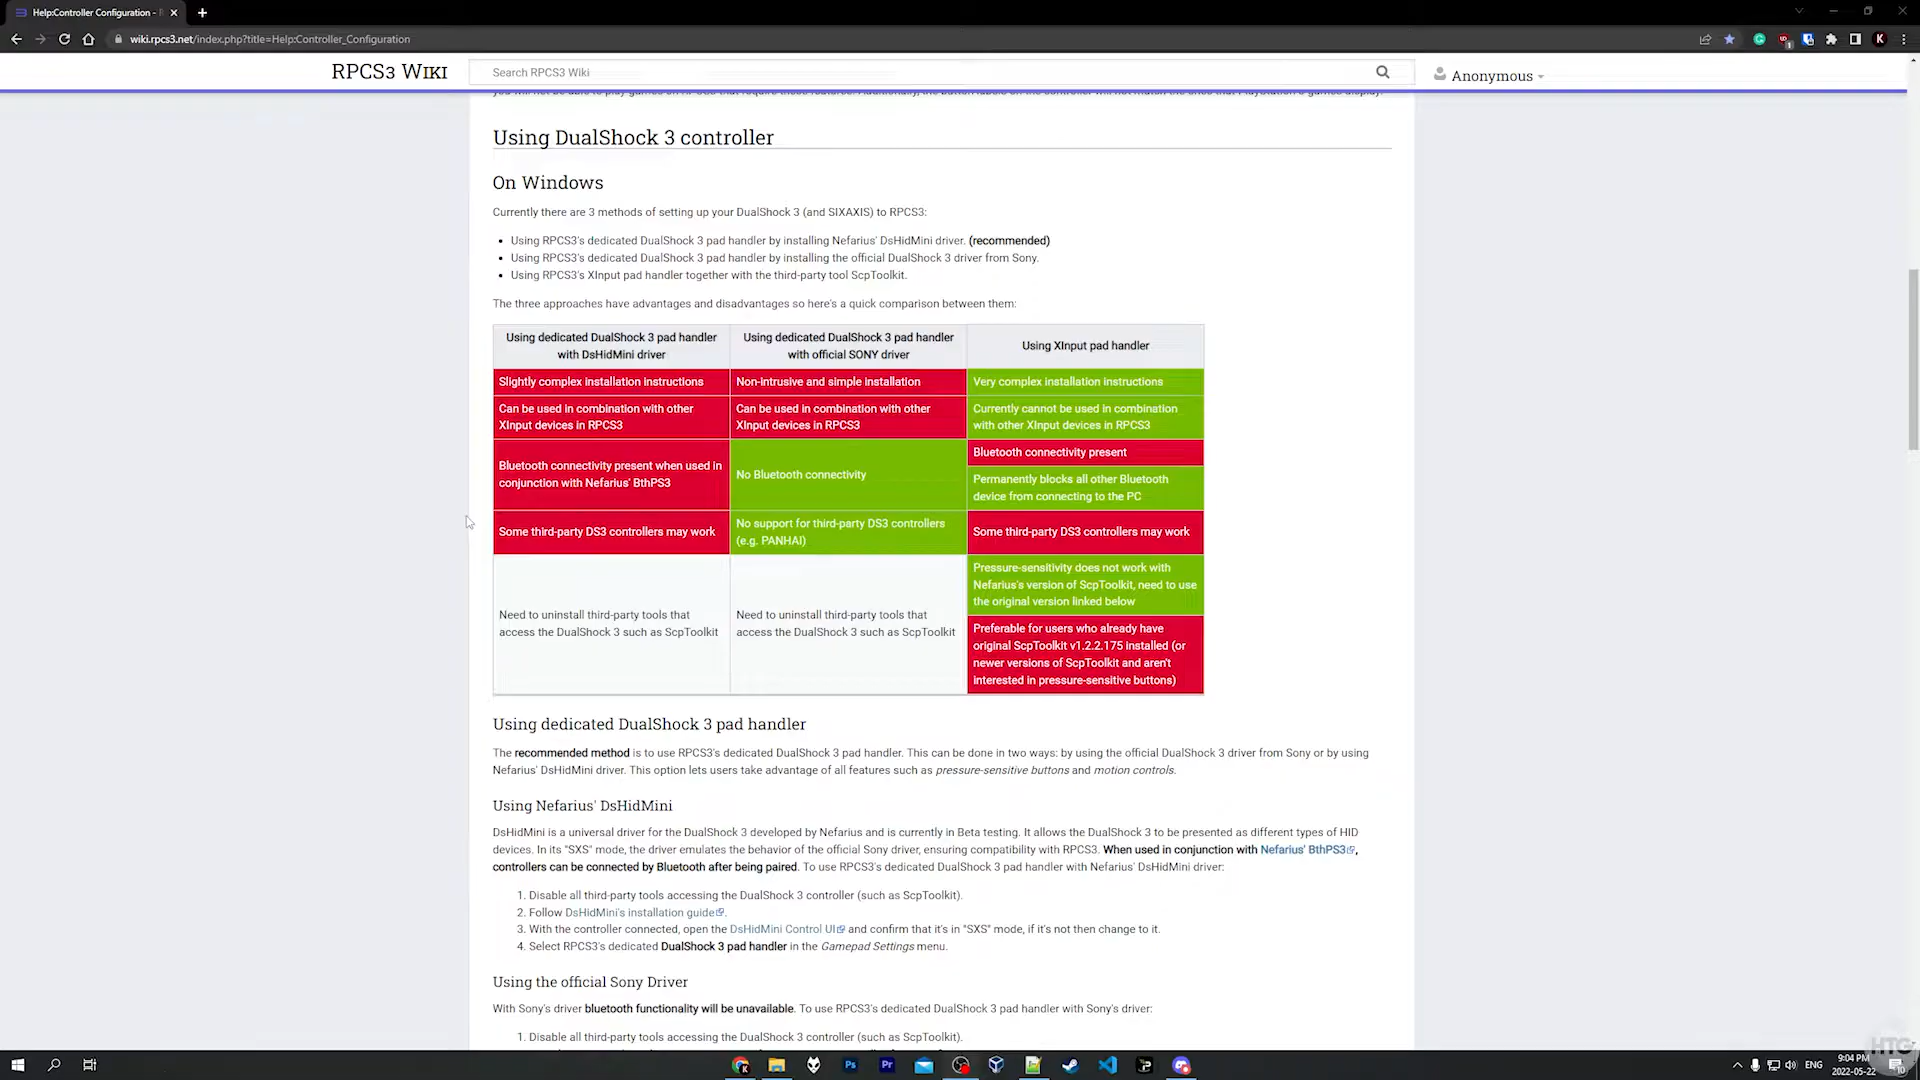 Help:Controller Configuration -
wiki.rpcs3.net/index.php?title=Help:Controller_Configuration
K
RPCS3 WIKI
Search RPCS3 Wiki
Anonymous
Using DualShock 3 controller
On Windows
Currently there are 3 methods of setting up your DualShock 3 (and SIXAXIS) to RPCS3:
Using RPCS3's dedicated DualShock 3 pad handler by installing Nefarius' DsHidMini driver. (recommended)
Using RPCS3's dedicated DualShock 3 pad handler by installing the official DualShock 3 driver from Sony.
Using RPCS3's XInput pad handler together with the third-party tool ScpToolkit.
The three approaches have advantages and disadvantages so here's a quick comparison between them:
Using dedicated DualShock 3 pad handler
with DsHidMini driver
Using dedicated DualShock 3 pad handler
with official SONY driver
Using XInput pad handler
Slightly complex installation instructions
Non-intrusive and simple installation
Very complex installation instructions
Can be used in combination with other
XInput devices in RPCS3
Can be used in combination with other
XInput devices in RPCS3
Currently cannot be used in combination
with other XInput devices in RPCS3
Bluetooth connectivity present when used in
conjunction with Nefarius' BthPS3
No Bluetooth connectivity
Bluetooth connectivity present
Permanently blocks all other Bluetooth
device from connecting to the PC
Some third-party DS3 controllers may work
No support for third-party DS3 controllers
(e.g. PANHAI)
Some third-party DS3 controllers may work
Need to uninstall third-party tools that
access the DualShock 3 such as ScpToolkit
Need to uninstall third-party tools that
access the DualShock 3 such as ScpToolkit
Pressure-sensitivity does not work with
Nefarius's version of ScpToolkit, need to use
the original version linked below
Preferable for users who already have
original ScpToolkit v1.2.2.175 installed (or
newer versions of ScpToolkit and aren't
interested in pressure-sensitive buttons)
Using dedicated DualShock 3 pad handler
The recommended method is to use RPCS3's dedicated DualShock 3 pad handler. This can be done in two ways: by using the official DualShock 3 driver from Sony or by using
Nefarius' DsHidMini driver. This option lets users take advantage of all features such as pressure-sensitive buttons and motion controls.
Using Nefarius' DsHidMini
DsHidMini is a universal driver for the DualShock 3 developed by Nefarius and is currently in Beta testing. It allows the DualShock 3 to be presented as different types of HID
devices. In its "SXS" mode, the driver emulates the behavior of the official Sony driver, ensuring compatibility with RPCS3. When used in conjunction with Nefarius' BthPS3,
controllers can be connected by Bluetooth after being paired. To use RPCS3's dedicated DualShock 3 pad handler with Nefarius' DsHidMini driver:
1. Disable all third-party tools accessing the DualShock 3 controller (such as ScpToolkit).
2. Follow DsHidMini's installation guide.
3. With the controller connected, open the DsHidMini Control UI and confirm that it's in "SXS" mode, if it's not then change to it.
4. Select RPCS3's dedicated DualShock 3 pad handler in the Gamepad Settings menu.
Using the official Sony Driver
With Sony's driver bluetooth functionality will be unavailable. To use RPCS3's dedicated DualShock 3 pad handler with Sony's driver:
1. Disable all third-party tools accessing the DualShock 3 controller (such as ScpToolkit).
HTG
Ps
Pr
ENG
9:04 PM
2022-05-22